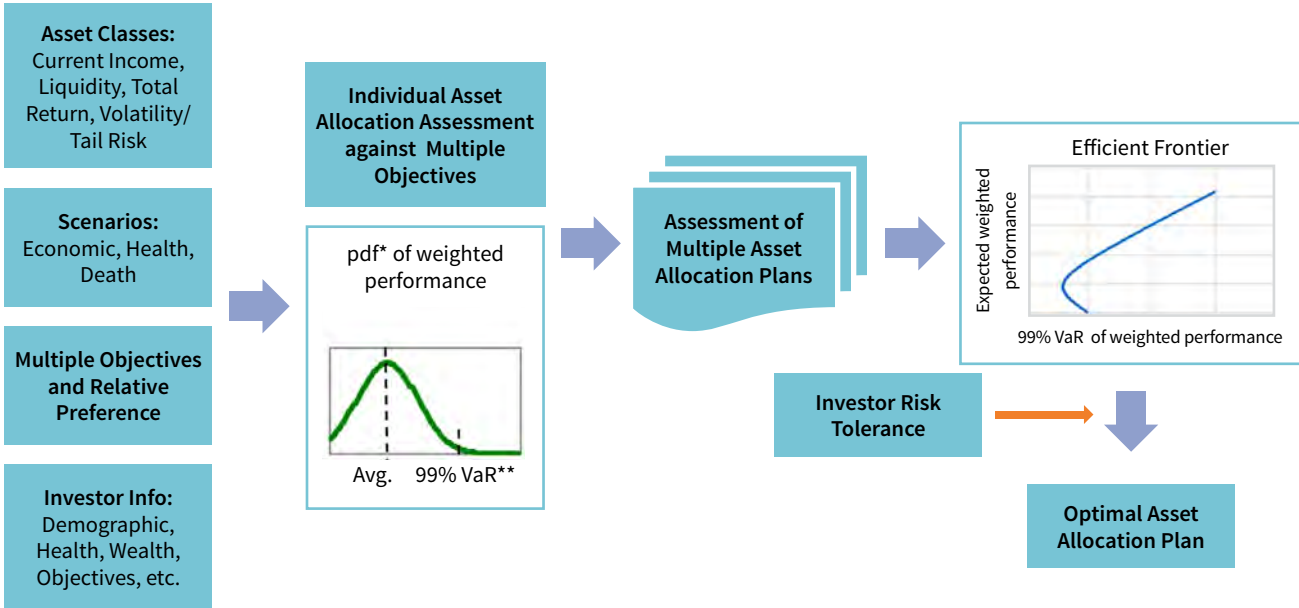 Asset Classes:
Current Income,
Liquidity, Total
Return, Volatility/
Tail Risk
Scenarios:
Economic, Health,
Death
Multiple Objectives
and Relative
Preference
Investor Info:
Demographic,
Health, Wealth,
Objectives, etc.
Individual Asset
Allocation Assessment
against Multiple
Objectives
pdf* of weighted
performance
Avg. 99% VaR**
Assessment of
Multiple Asset
Allocation Plans
Efficient Frontier
Expected weighted
performance
99% VaR of weighted performance
Investor Risk
Tolerance
Optimal Asset
Allocation Plan